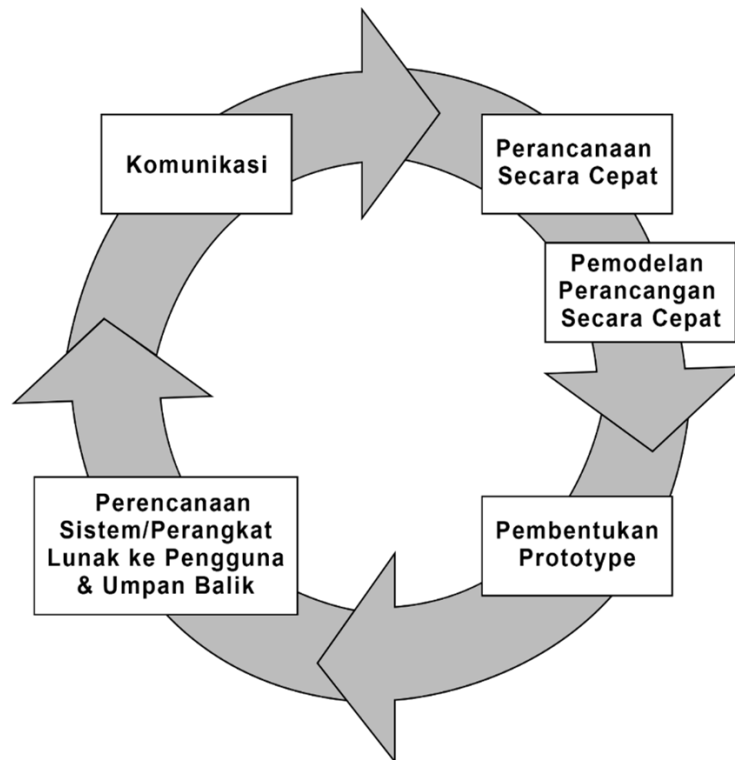 Komunikasi
Perancanaan
Secara Cepat
Pemodelan
Perancangan
Secara Cepat
Pembentukan
Prototype
Perencanaan
Sistem/Perangkat
Lunak ke Pengguna
& Umpan Balik